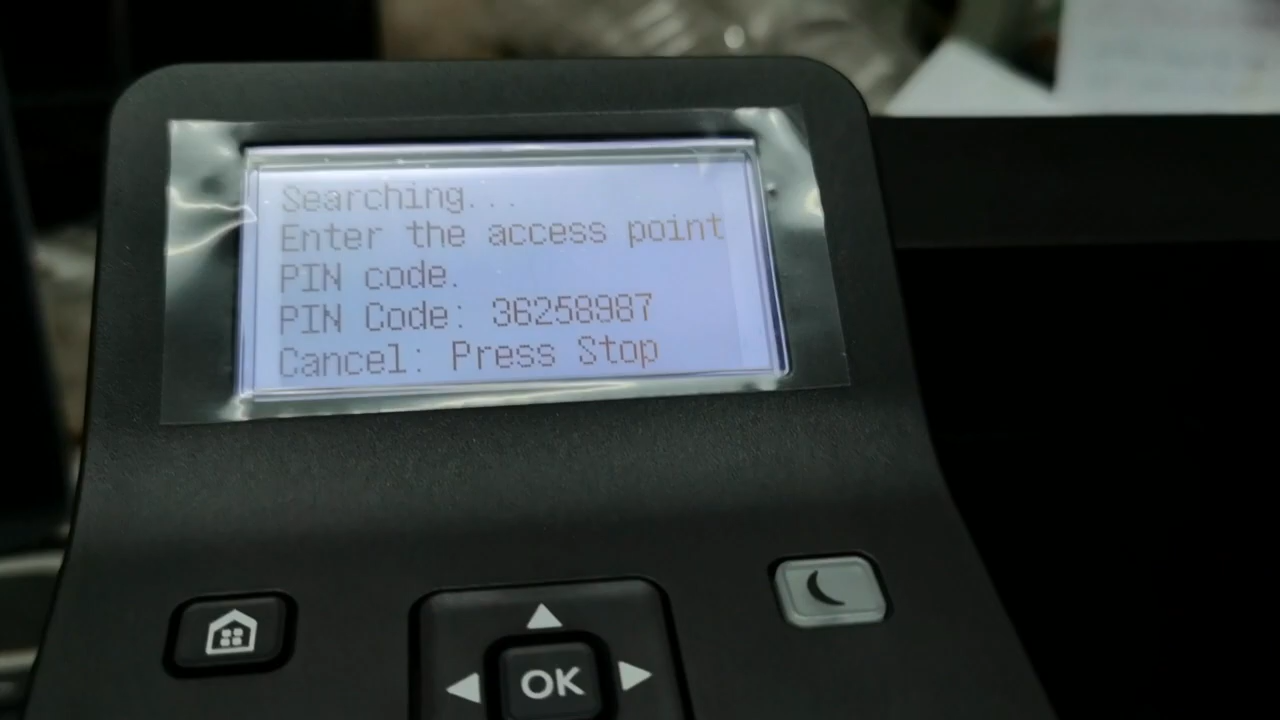 Searching...
Enter the access point
PIN code.
PIN Code: 36258987
Cancel: Press Stop
OK